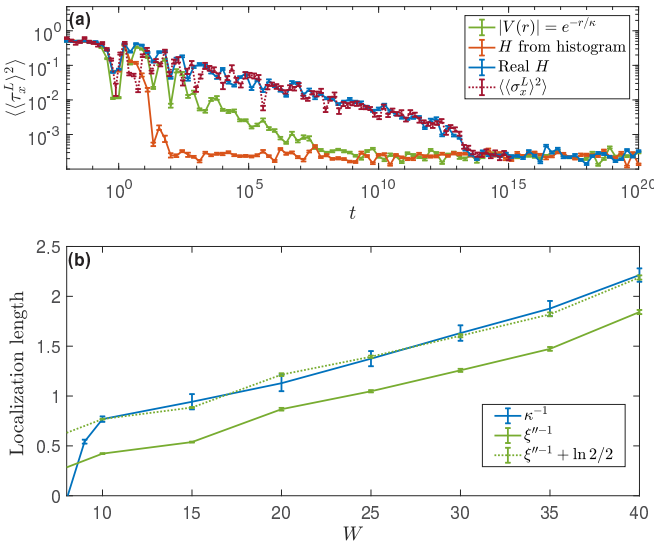 (a)
|V(r)| = e^{-r/κ}
H from histogram
Real H
⟨⟨σ_x^L⟩²⟩
⟨⟨τ_x^L⟩²⟩
10^0
10^{-1}
10^{-2}
10^{-3}
10^0 10^5 10^{10} 10^{15} 10^{20}
t
(b)
2.5
2
1.5
1
0.5
0
Localization length
κ^{-1}
ξ''^{-1}
ξ''^{-1} + ln 2/2
10 15 20 25 30 35 40
W